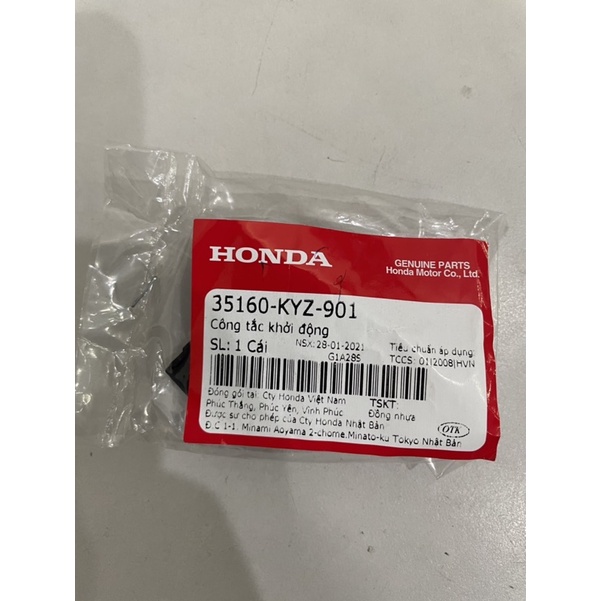 HONDA
GENUINE PARTS
Honda Motor Co., Ltd.
35160-KYZ-901
Công tắc khởi động
SL: 1 Cái
NSX: 28-01-2021
G1A285
Tiêu chuẩn áp dụng
TCCS: 01|2008|HVN
Đóng gói tại: Cty Honda Việt Nam
Phúc Thắng, Phúc Yên, Vĩnh Phúc
TSKT:
Đồng nhựa
Được sự cho phép của Cty Honda Nhật Bản
Đ.C 1-1. Minami Aoyama 2-chome.Minato-ku Tokyo Nhật Bản
OTK